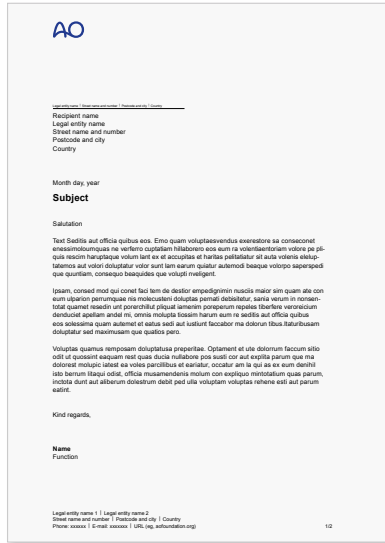 AO
Legal entity name | Street name and number | Postcode and city | Country
Recipient name
Legal entity name
Street name and number
Postcode and city
Country
Month day, year
Subject
Salutation
Text Seditis aut officia quibus eos. Emo quam voluptaesvendus exerestore sa conseconet
enessimoloumquas ne verferro cuptatiam hillaborero eos eum ra volentiaentoriam volore pe pli-
quis rescim haruptaque volum lant ex et accuptas et haritas pelitatiatur sit auta volenis elelup-
tatemos aut volori doluptatur volor sunt lam earum quiatur autemodi beaque volorpo saperspedi
que quuntiam, consequo beaquides que volupti nveligent.
Ipsam, consed mod qui conet faci tem de destior empedignimin nusciis maior sim quam ate con
eum ulparion perrumquae nis molecusteni doluptas pernati debisitetur, sania verum in nonsen-
totat quamet resedin unt porerchillut pliquat iamenim poreperum repeles tiberfere veroreicium
denduciet apellam andel mi, omnis molupta tiossim harum eum re seditis aut officia quibus
eos solessima quam autemet et eatus sedi aut iustiunt faccabor ma dolorun tibus.Itaturibusam
doluptatur sed maximusam que quatios pero.
Voluptas quamus remposam doluptatusa preperitae. Optament et ute dolorrum faccum sitio
odit ut quossint eaquam rest quas ducia nullabore pos susti cor aut explita parum que ma
dolorest molupic iatest ea voles parcillibus et eariatur, occatur am la qui as ex eum denihil
isto berrum litaqui odist, officia musamendenis molum con expliquo mintotatium quas parum,
inctota dunt aut aliberum dolestrum debit ped ulla voluptam voluptas rehene esti aut parum
eatint.
Kind regards,
Name
Function
Legal entity name 1 | Legal entity name 2
Street name and number | Postcode and city | Country
Phone: xxxxxx | E-mail: xxxxxxx | URL (eg, aofoundation.org)
1/2